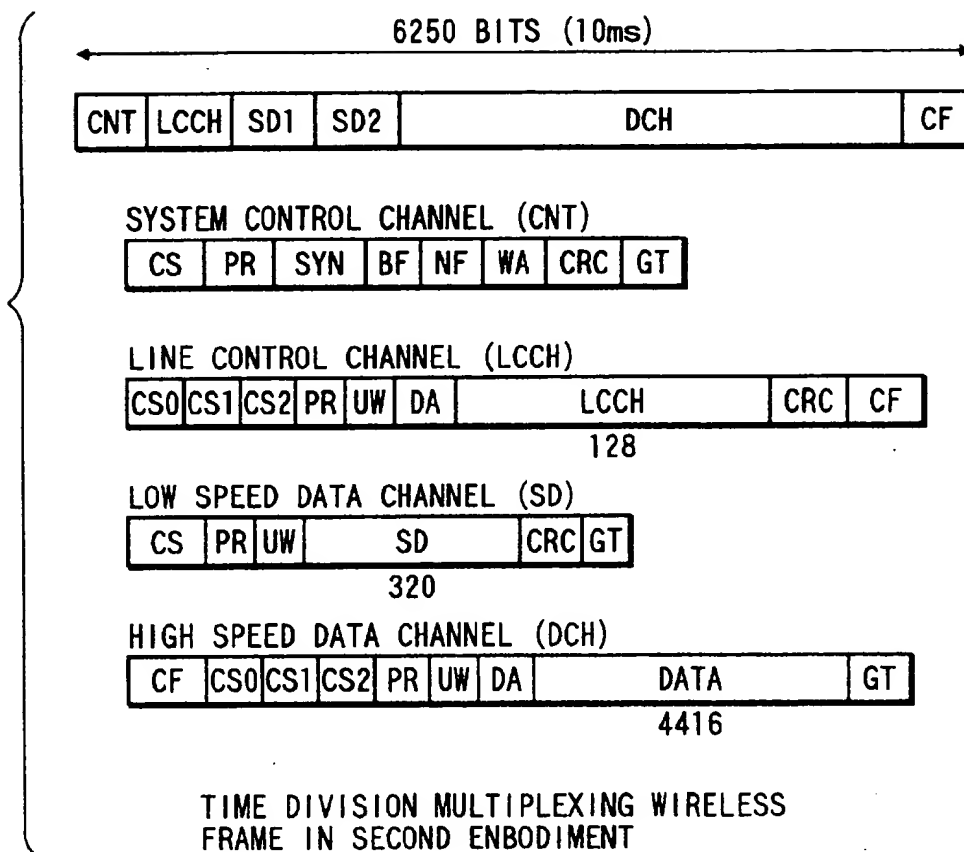 6250 BITS (10ms)
CNT LCCH SD1 SD2 DCH CF
SYSTEM CONTROL CHANNEL (CNT)
CS PR SYN BF NF WA CRC GT
LINE CONTROL CHANNEL (LCCH)
CS0 CS1 CS2 PR UW DA LCCH CRC CF
128
LOW SPEED DATA CHANNEL (SD)
CS PR UW SD CRC GT
320
HIGH SPEED DATA CHANNEL (DCH)
CF CS0 CS1 CS2 PR UW DA DATA GT
4416
TIME DIVISION MULTIPLEXING WIRELESS
FRAME IN SECOND ENBODIMENT